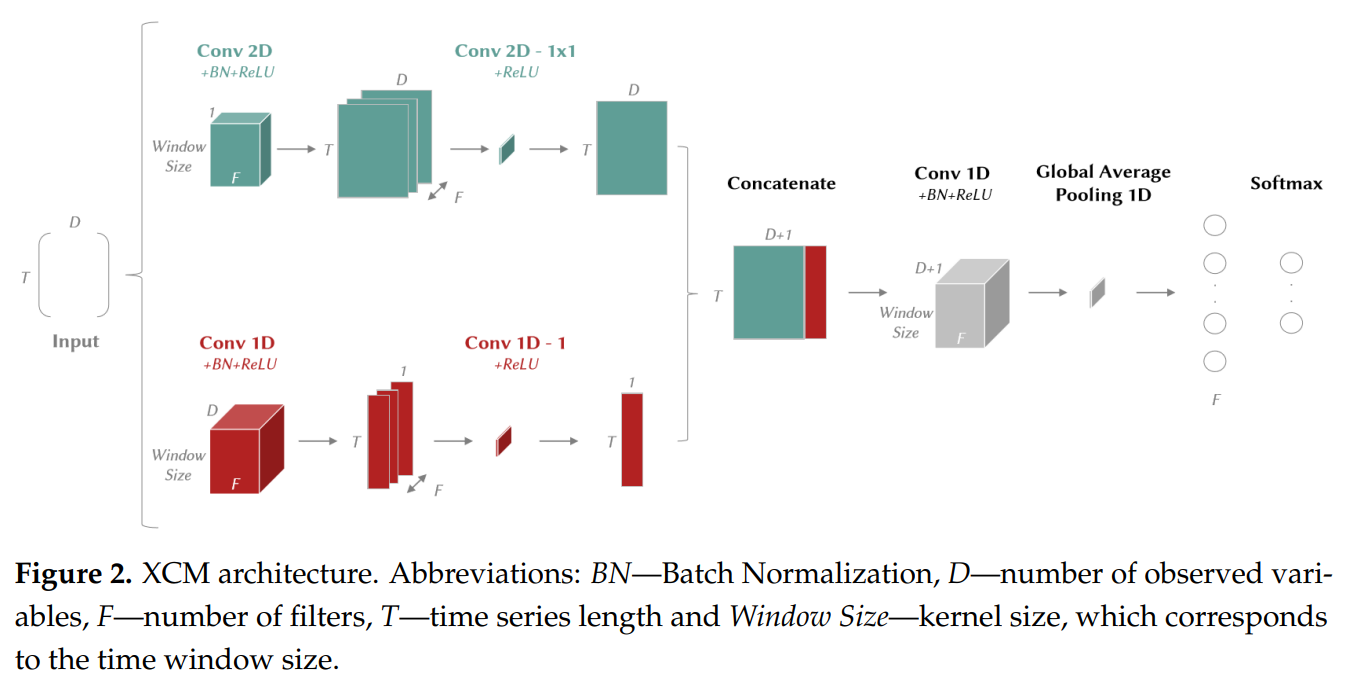 Conv 2D
+BN+ReLU
1
Window
Size
F
D
T
F
Conv 2D - 1x1
+ReLU
D
T
D
T
Input
Conv 1D
+BN+ReLU
D
Window
Size
F
1
T
F
Conv 1D - 1
+ReLU
1
T
Concatenate
D+1
T
Conv 1D
+BN+ReLU
D+1
Window
Size
F
Global Average
Pooling 1D
F
Softmax
Figure 2. XCM architecture. Abbreviations: BN—Batch Normalization, D—number of observed vari-
ables, F—number of filters, T—time series length and Window Size—kernel size, which corresponds
to the time window size.